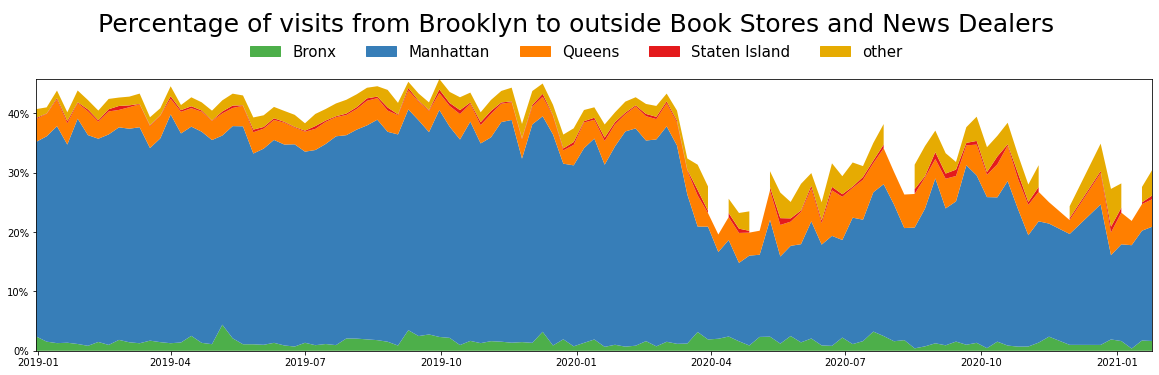 Percentage of visits from Brooklyn to outside Book Stores and News Dealers
Bronx Manhattan Queens Staten Island other
40%
30%
20%
10%
0%
2019-01 2019-04 2019-07 2019-10 2020-01 2020-04 2020-07 2020-10 2021-01